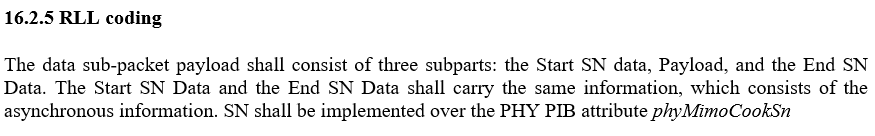 16.2.5 RLL coding
The data sub-packet payload shall consist of three subparts: the Start SN data, Payload, and the End SN
Data. The Start SN Data and the End SN Data shall carry the same information, which consists of the
asynchronous information. SN shall be implemented over the PHY PIB attribute phyMimoCookSn